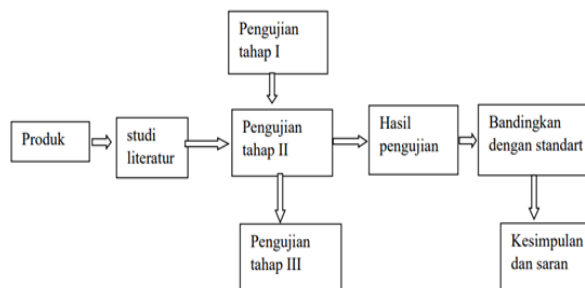 Pengujian
tahap I
Produk
studi
literatur
Pengujian
tahap II
Hasil
pengujian
Bandingkan
dengan standart
Pengujian
tahap III
Kesimpulan
dan saran